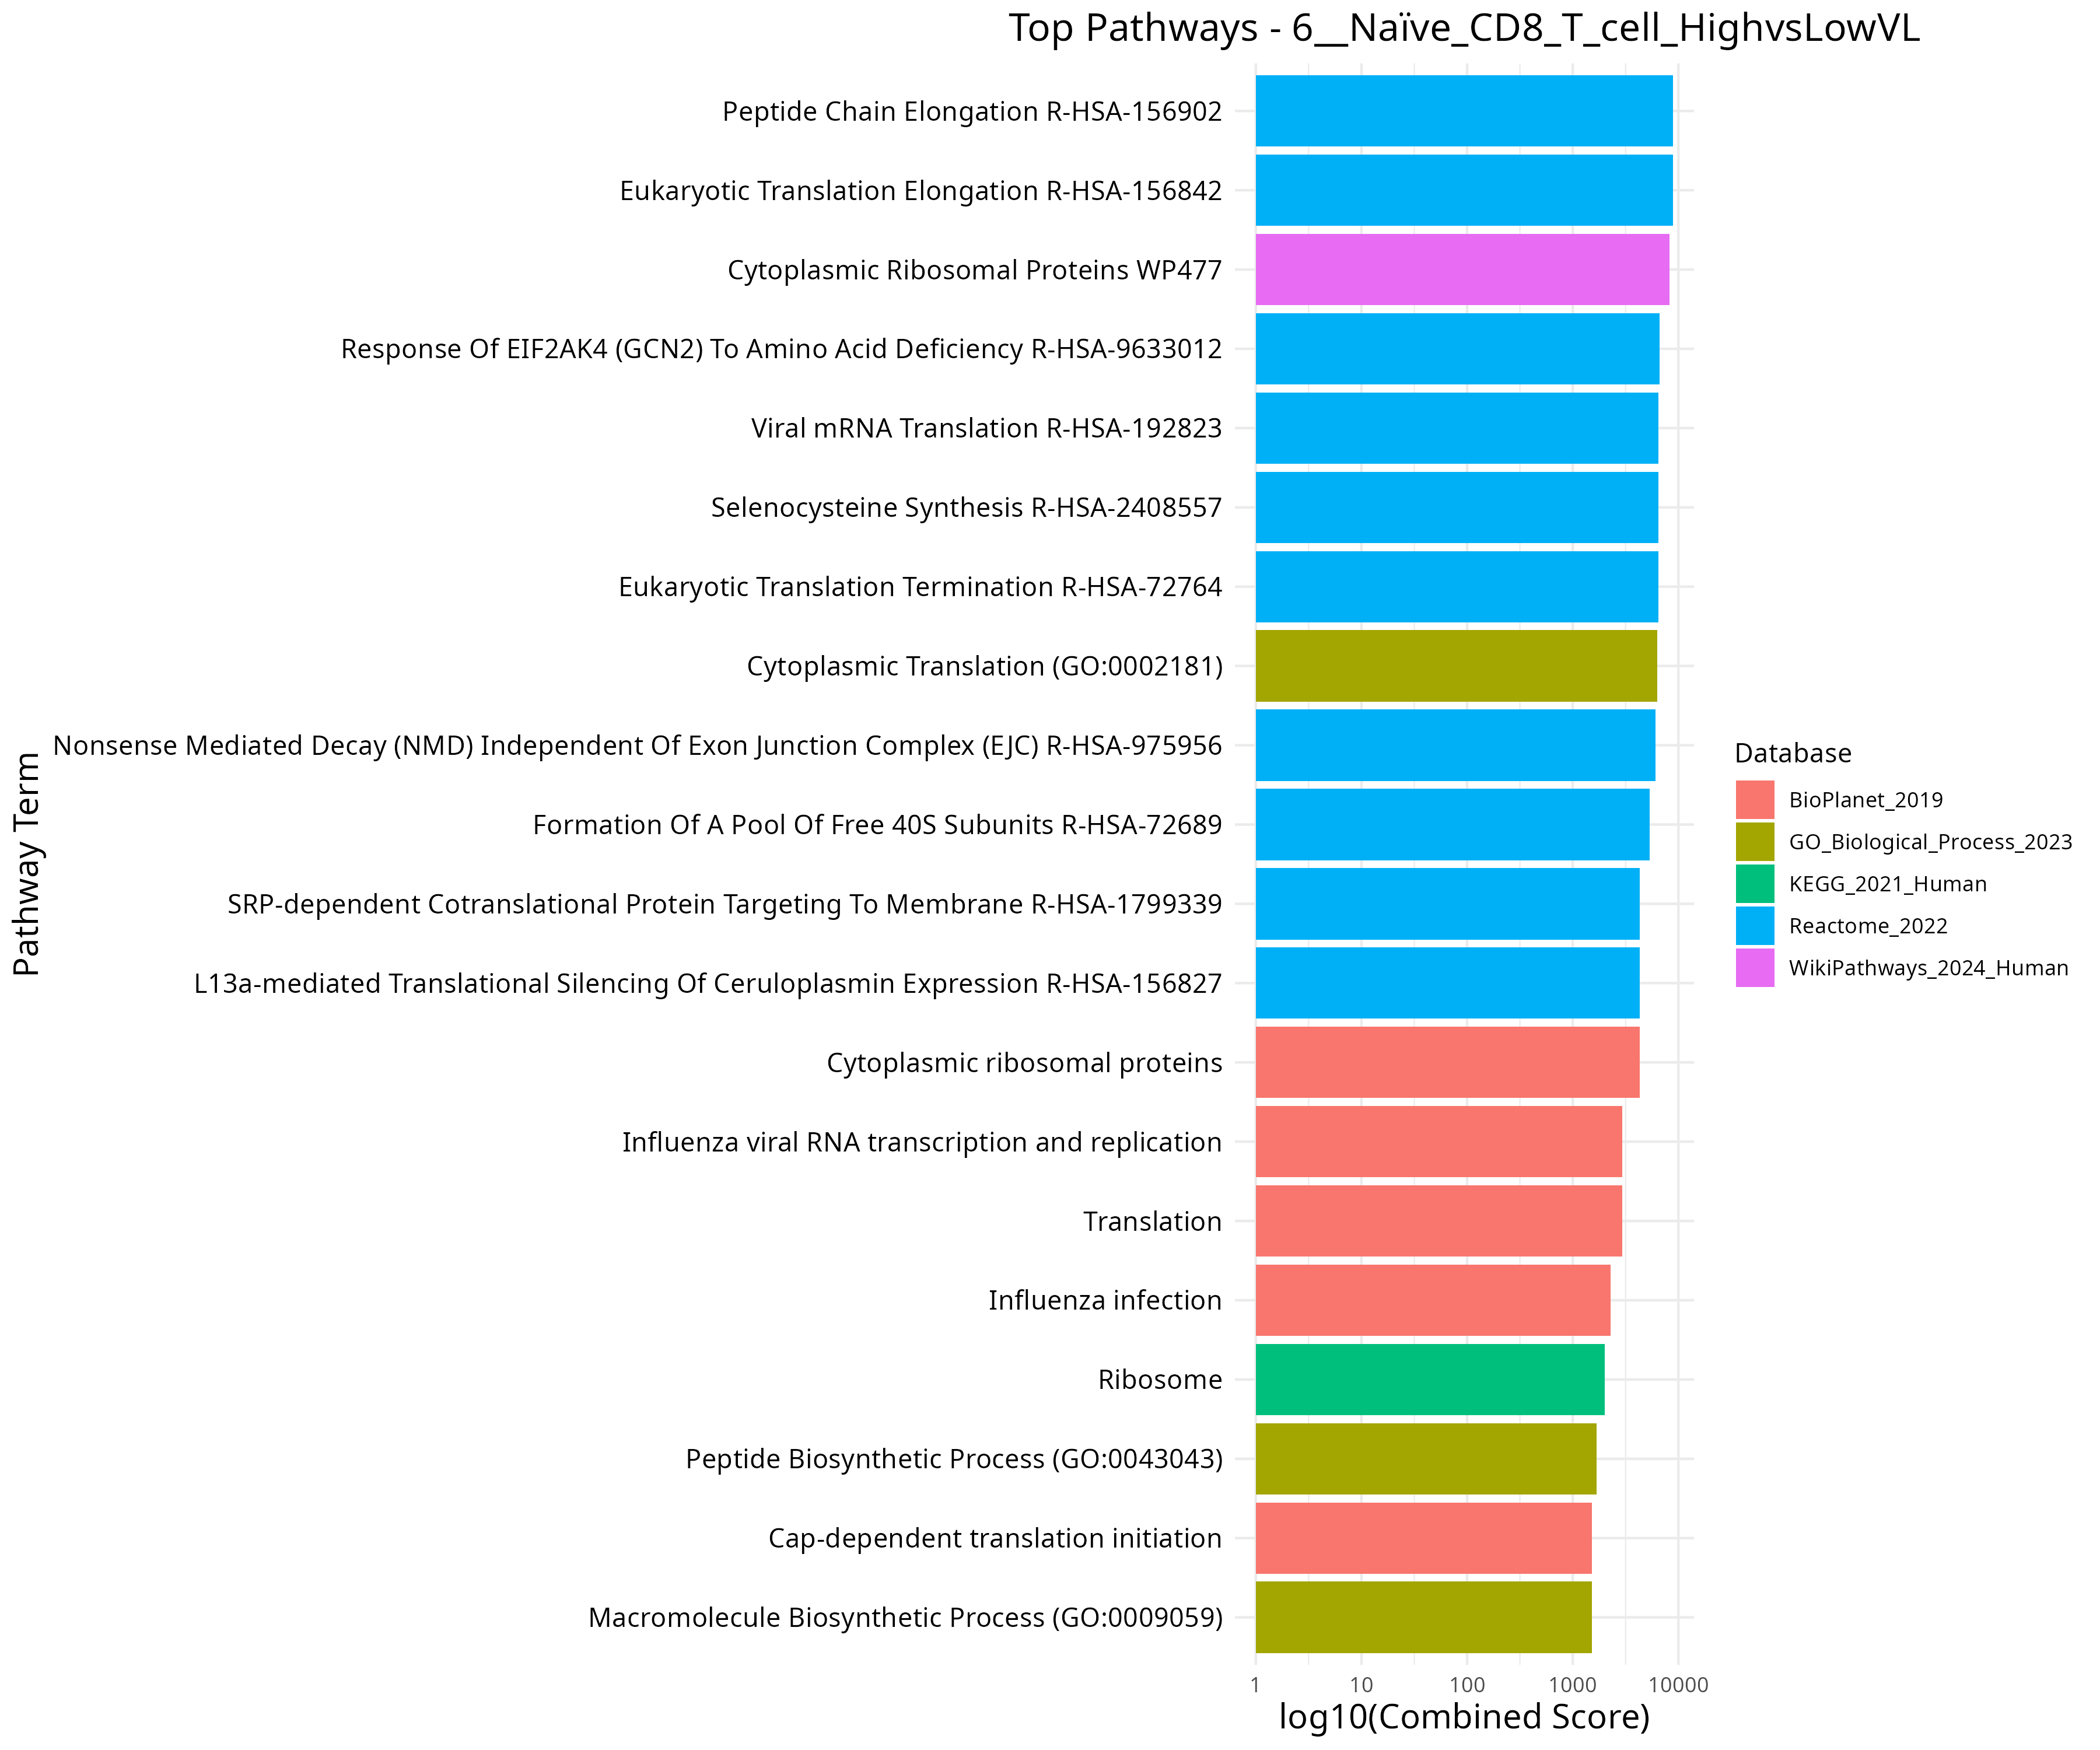 Top Pathways - 6__Naïve_CD8_T_cell_HighvsLowVL
Pathway Term
Peptide Chain Elongation R-HSA-156902
Eukaryotic Translation Elongation R-HSA-156842
Cytoplasmic Ribosomal Proteins WP477
Response Of EIF2AK4 (GCN2) To Amino Acid Deficiency R-HSA-9633012
Viral mRNA Translation R-HSA-192823
Selenocysteine Synthesis R-HSA-2408557
Eukaryotic Translation Termination R-HSA-72764
Cytoplasmic Translation (GO:0002181)
Nonsense Mediated Decay (NMD) Independent Of Exon Junction Complex (EJC) R-HSA-975956
Formation Of A Pool Of Free 40S Subunits R-HSA-72689
SRP-dependent Cotranslational Protein Targeting To Membrane R-HSA-1799339
L13a-mediated Translational Silencing Of Ceruloplasmin Expression R-HSA-156827
Cytoplasmic ribosomal proteins
Influenza viral RNA transcription and replication
Translation
Influenza infection
Ribosome
Peptide Biosynthetic Process (GO:0043043)
Cap-dependent translation initiation
Macromolecule Biosynthetic Process (GO:0009059)
1 10 100 1000 10000
log10(Combined Score)
Database
BioPlanet_2019
GO_Biological_Process_2023
KEGG_2021_Human
Reactome_2022
WikiPathways_2024_Human